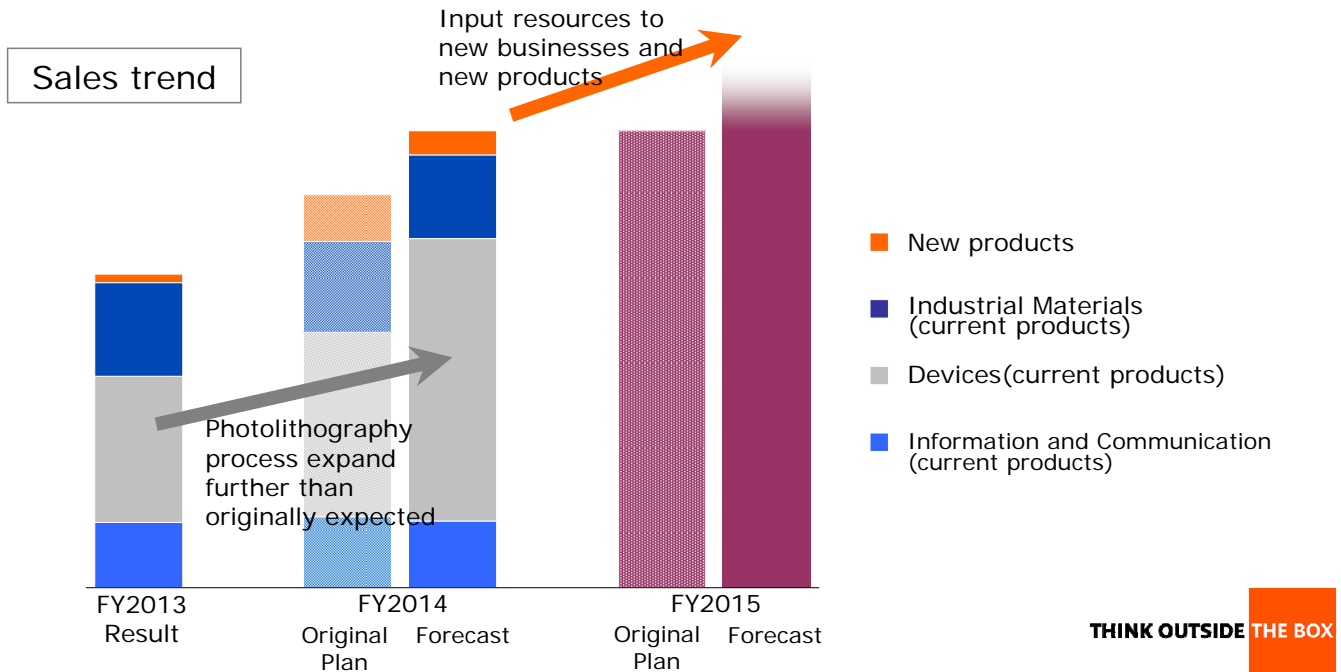 Input resources to
new businesses and
new products
Sales trend
Photolithography
process expand
further than
originally expected
New products
Industrial Materials
(current products)
Devices(current products)
Information and Communication
(current products)
FY2013
Result
FY2014
Original
Plan
Forecast
FY2015
Original
Plan
Forecast
THINK OUTSIDE THE BOX